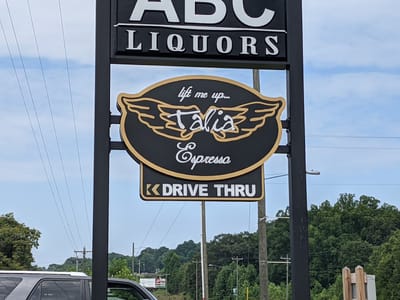 ABC
LIQUORS
lift me up...
Talia
Espresso
DRIVE THRU